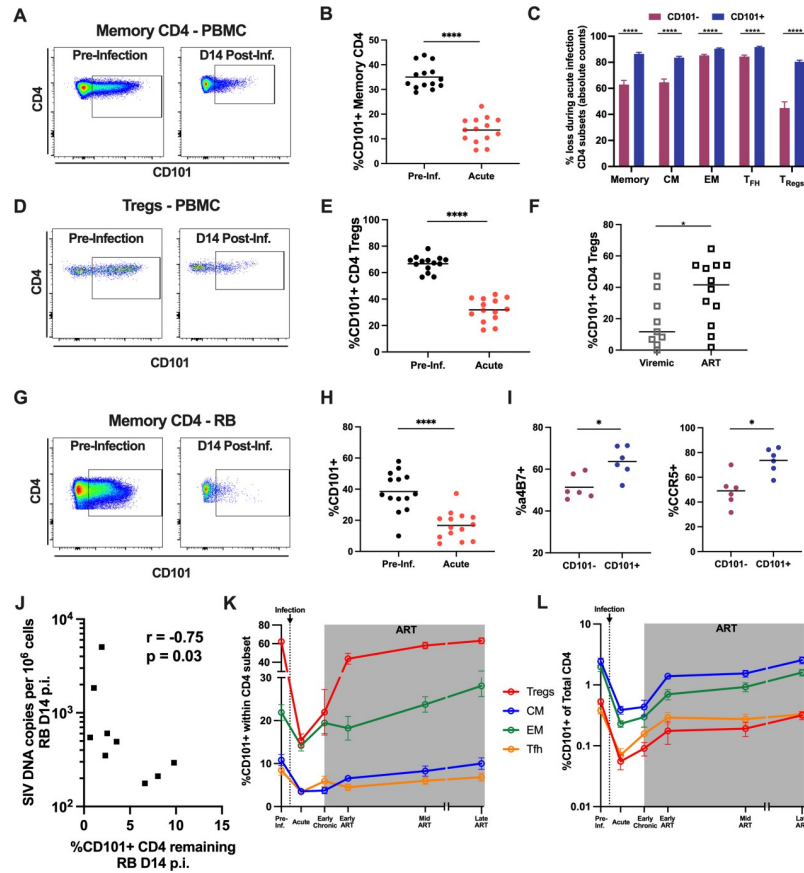 A
Memory CD4 - PBMC
Pre-Infection
D14 Post-Inf.
CD4
CD101
B
%CD101+ Memory CD4
50
40
30
20
10
0
****
Pre-Inf.
Acute
C
CD101-
CD101+
% loss during acute infection
CD4 subsets (absolute counts)
100
80
60
40
20
0
****
****
****
****
****
Memory
CM
EM
TFH
TRegs
D
Tregs - PBMC
Pre-Infection
D14 Post-Inf.
CD4
CD101
E
%CD101+ CD4 Tregs
100
80
60
40
20
0
****
Pre-Inf.
Acute
F
%CD101+ CD4 Tregs
80
60
40
20
0
*
Viremic
ART
G
Memory CD4 - RB
Pre-Infection
D14 Post-Inf.
CD4
CD101
H
%CD101+
80
60
40
20
0
****
Pre-Inf.
Acute
I
%a4B7+
80
60
40
*
CD101-
CD101+
%CCR5+
100
80
60
40
20
0
*
CD101-
CD101+
J
SIV DNA copies per 10⁶ cells
RB D14 p.i.
10⁴
10³
10²
r = -0.75
p = 0.03
0
5
10
15
%CD101+ CD4 remaining
RB D14 p.i.
K
Infection
ART
%CD101+ within CD4 subset
80
60
40
30
20
10
0
Pre-
Inf.
Acute
Early
Chronic
Early
ART
Mid
ART
Late
ART
Tregs
CM
EM
Tfh
L
Infection
ART
%CD101+ of Total CD4
10
1
0.1
0.01
Pre-
Inf.
Acute
Early
Chronic
Early
ART
Mid
ART
Late
ART